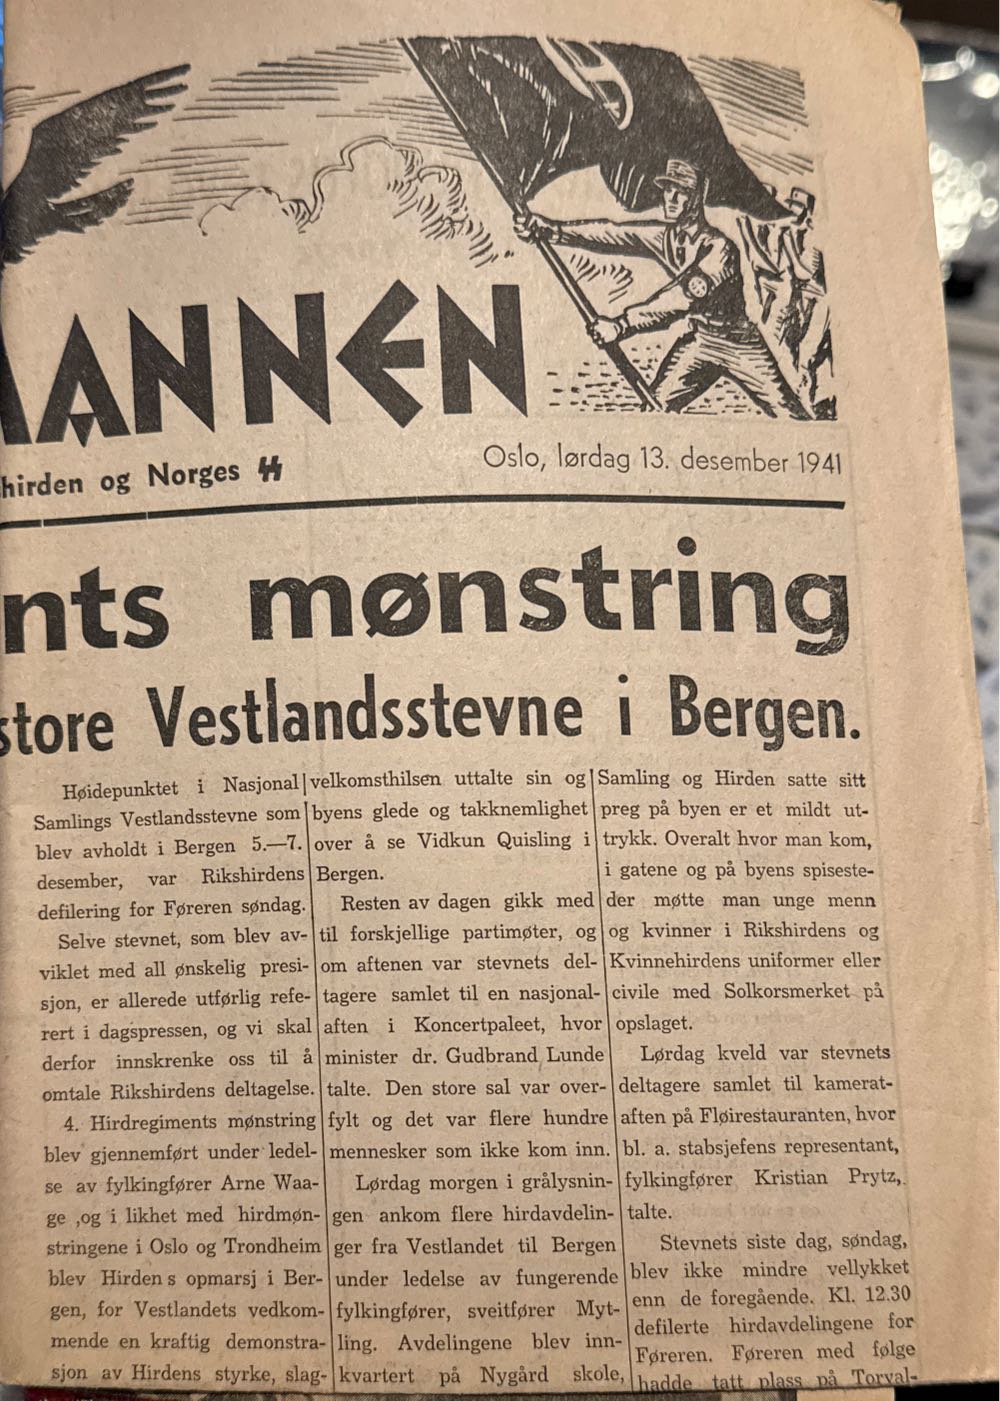 MANNEN
hirden og Norges ᛋᛋ
Oslo, lørdag 13. desember 1941
nts mønstring
store Vestlandsstevne i Bergen.
Høidepunktet i Nasjonal
Samlings Vestlandsstevne som
blev avholdt i Bergen 5.—7.
desember, var Rikshirdens
defilering for Føreren søndag.
Selve stevnet, som blev av-
viklet med all ønskelig presi-
sjon, er allerede utførlig refe-
rert i dagspressen, og vi skal
derfor innskrenke oss til å
omtale Rikshirdens deltagelse.
4. Hirdregiments mønstring
blev gjennemført under ledel-
se av fylkingfører Arne Waa-
ge ,og i likhet med hirdmøn-
stringene i Oslo og Trondheim
blev Hirden s opmarsj i Ber-
gen, for Vestlandets vedkom-
mende en kraftig demonstra-
sjon av Hirdens styrke, slag-
velkomsthilsen uttalte sin og
byens glede og takknemlighet
over å se Vidkun Quisling i
Bergen.
Resten av dagen gikk med
til forskjellige partimøter, og
om aftenen var stevnets del-
tagere samlet til en nasjonal-
aften i Koncertpaleet, hvor
minister dr. Gudbrand Lunde
talte. Den store sal var over-
fylt og det var flere hundre
mennesker som ikke kom inn.
Lørdag morgen i grålysnin-
gen ankom flere hirdavdelin-
ger fra Vestlandet til Bergen
under ledelse av fungerende
fylkingfører, sveitfører Myt-
ling. Avdelingene blev inn-
kvartert på Nygård skole,
Samling og Hirden satte sitt
preg på byen er et mildt ut-
trykk. Overalt hvor man kom,
i gatene og på byens spiseste-
der møtte man unge menn
og kvinner i Rikshirdens og
Kvinnehirdens uniformer eller
civile med Solkorsmerket på
opslaget.
Lørdag kveld var stevnets
deltagere samlet til kamerat-
aften på Fløirestauranten, hvor
bl. a. stabsjefens representant,
fylkingfører Kristian Prytz,
talte.
Stevnets siste dag, søndag,
blev ikke mindre vellykket
enn de foregående. Kl. 12.30
defilerte hirdavdelingene for
Føreren. Føreren med følge
hadde tatt plass på Torval-